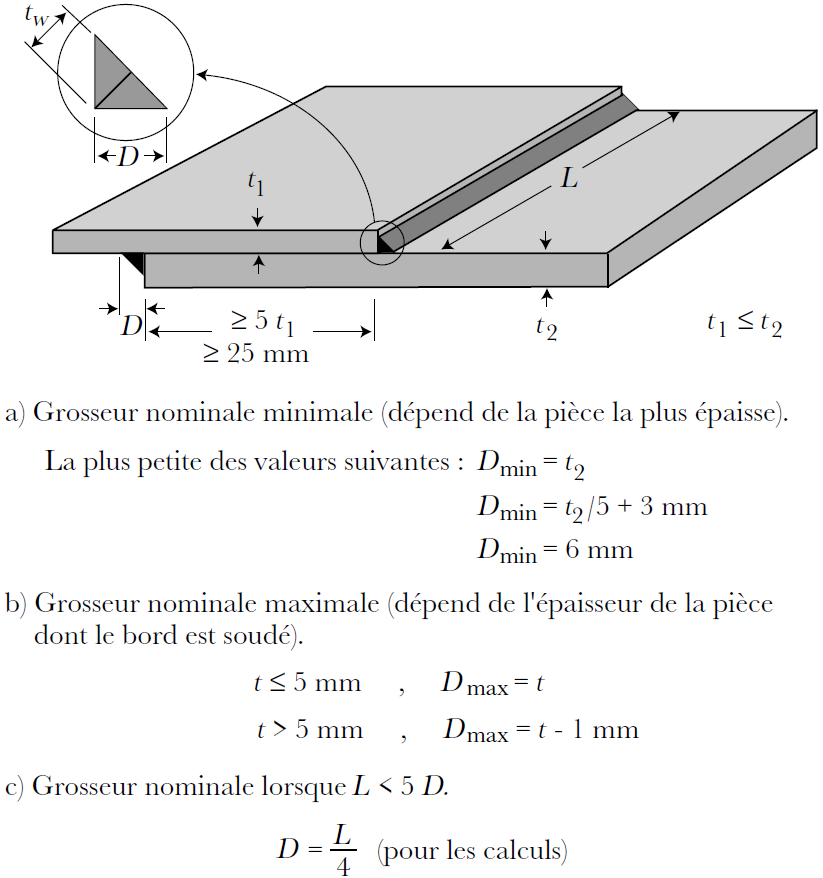 t_w
D
t_1
L
D
≥ 5 t_1
≥ 25 mm
t_2
t_1 ≤ t_2
a) Grosseur nominale minimale (dépend de la pièce la plus épaisse).
La plus petite des valeurs suivantes : D_min = t_2
D_min = t_2/5 + 3 mm
D_min = 6 mm
b) Grosseur nominale maximale (dépend de l'épaisseur de la pièce
dont le bord est soudé).
t ≤ 5 mm , D_max = t
t > 5 mm , D_max = t - 1 mm
c) Grosseur nominale lorsque L < 5 D.
D = L/4 (pour les calculs)